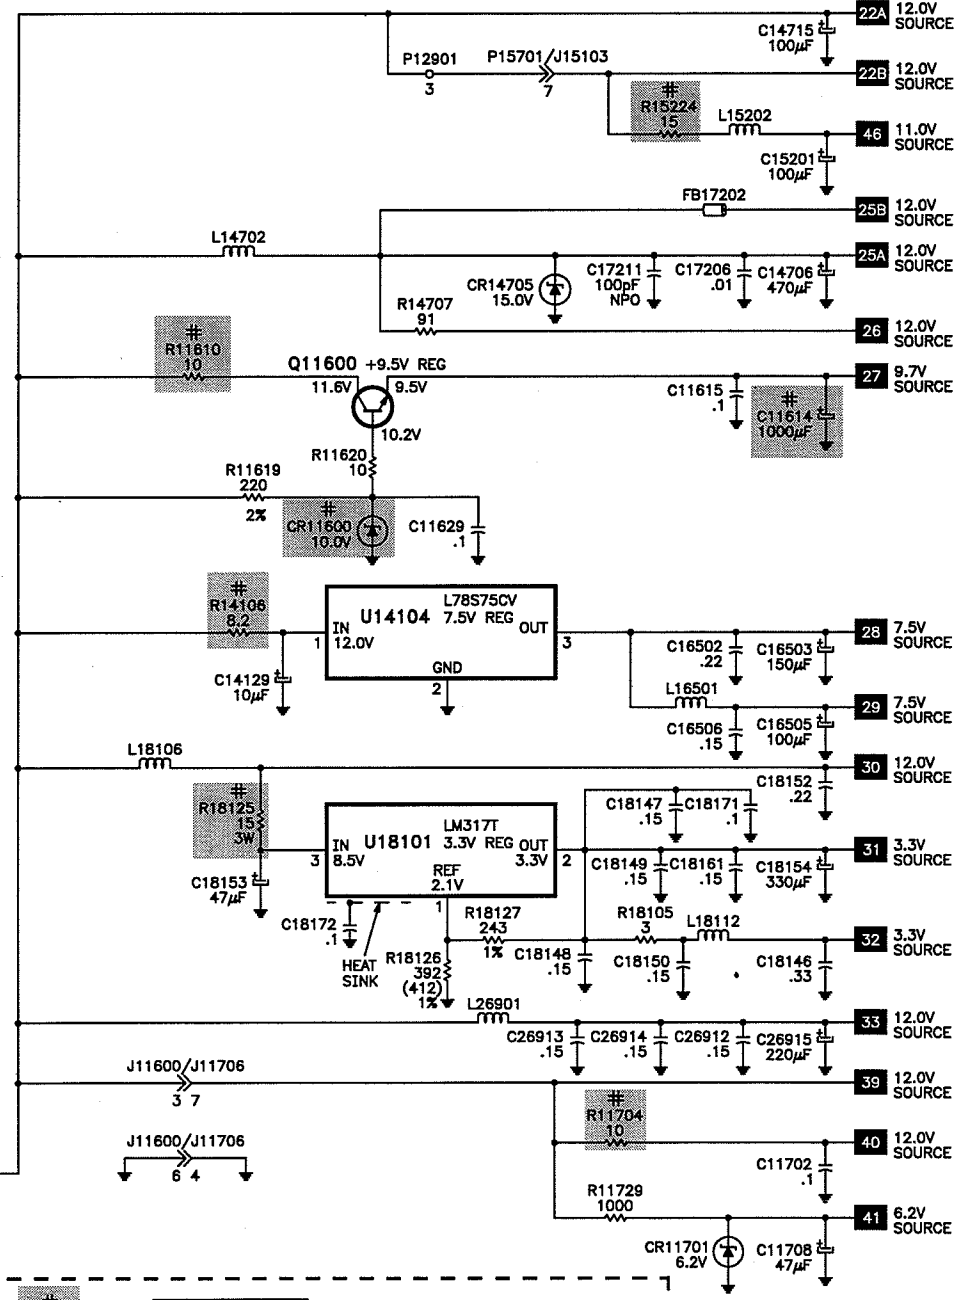 22A 12.0V
SOURCE
C14715
100µF
P12901
3
P15701/J15103
7
22B 12.0V
SOURCE
#
R15224
15
L15202
46 11.0V
SOURCE
C15201
100µF
FB17202
25B 12.0V
SOURCE
L14702
25A 12.0V
SOURCE
CR14705
15.0V
C17211
100pF
NPO
C17206
.01
C14706
470µF
R14707
91
26 12.0V
SOURCE
#
R11610
10
Q11600 +9.5V REG
11.6V
9.5V
10.2V
27 9.7V
SOURCE
C11615
.1
#
C11614
1000µF
R11620
10
R11619
220
2%
#
CR11600
10.0V
C11629
.1
#
R14106
8.2
C14129
10µF
1
IN
12.0V
U14104
L78S75CV
7.5V REG
OUT
3
GND
2
28 7.5V
SOURCE
C16502
.22
C16503
150µF
L16501
29 7.5V
SOURCE
C16506
.15
C16505
100µF
L18106
30 12.0V
SOURCE
C18152
.22
#
R18125
15
3W
C18153
47µF
3
IN
8.5V
U18101
LM317T
3.3V REG
OUT
3.3V
2
REF
2.1V
1
C18147
.15
C18171
.1
31 3.3V
SOURCE
C18149
.15
C18161
.15
C18154
330µF
C18172
.1
HEAT
SINK
R18127
243
1%
R18126
392
(412)
1%
C18148
.15
R18105
3
L18112
32 3.3V
SOURCE
C18150
.15
C18146
.33
L26901
33 12.0V
SOURCE
C26913
.15
C26914
.15
C26912
.15
C26915
220µF
J11600/J11706
3 7
39 12.0V
SOURCE
#
R11704
10
40 12.0V
SOURCE
C11702
.1
J11600/J11706
6 4
R11729
1000
41 6.2V
SOURCE
CR11701
6.2V
C11708
47µF
#